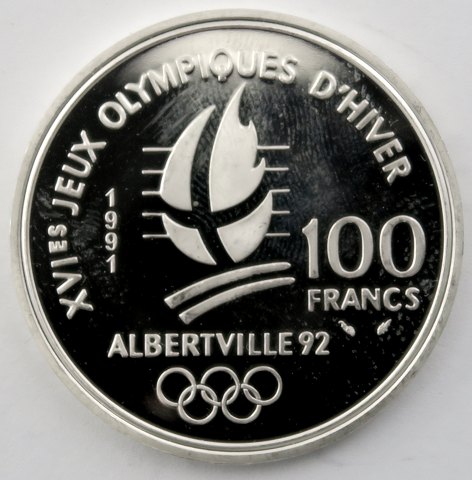 XVIES JEUX OLYMPIQUES D'HIVER
1991
100
FRANCS
ALBERTVILLE 92